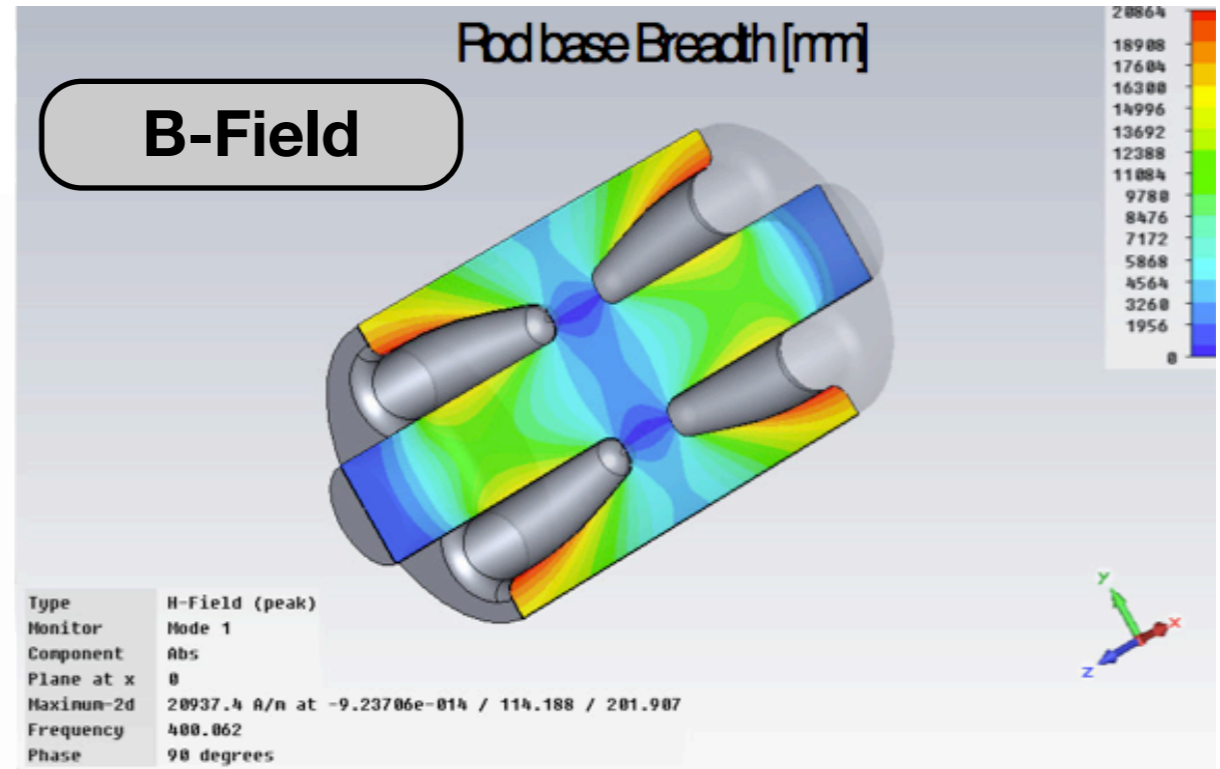 Rod base Breadth [mm]
B-Field
20864
18908
17604
16300
14996
13692
12388
11084
9780
8476
7172
5868
4564
3260
1956
0
Type H-Field (peak)
Monitor Mode 1
Component Abs
Plane at x 0
Maximum-2d 20937.4 A/m at -9.23706e-014 / 114.188 / 201.907
Frequency 400.062
Phase 90 degrees
y
x
z